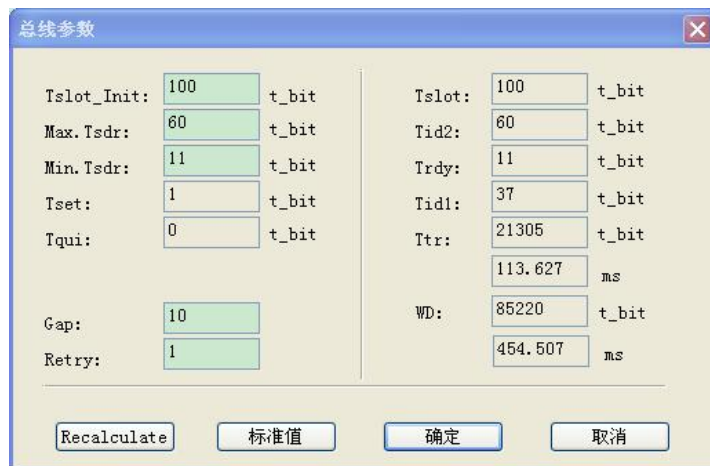 总线参数
Tslot_Init: 100 t_bit Tslot: 100 t_bit
Max.Tsdr: 60 t_bit Tid2: 60 t_bit
Min.Tsdr: 11 t_bit Trdy: 11 t_bit
Tset: 1 t_bit Tid1: 37 t_bit
Tqui: 0 t_bit Ttr: 21305 t_bit
113.627 ms
Gap: 10 WD: 85220 t_bit
Retry: 1 454.507 ms
Recalculate 标准值 确定 取消